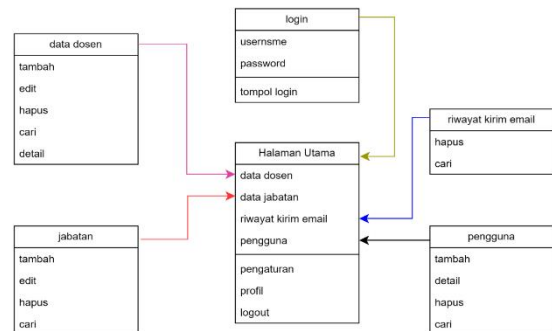 data dosen
tambah
edit
hapus
cari
detail
login
usernsme
password
tompol login
riwayat kirim email
hapus
cari
Halaman Utama
data dosen
data jabatan
riwayat kirim email
pengguna
pengaturan
profil
logout
jabatan
tambah
edit
hapus
cari
pengguna
tambah
detail
hapus
cari